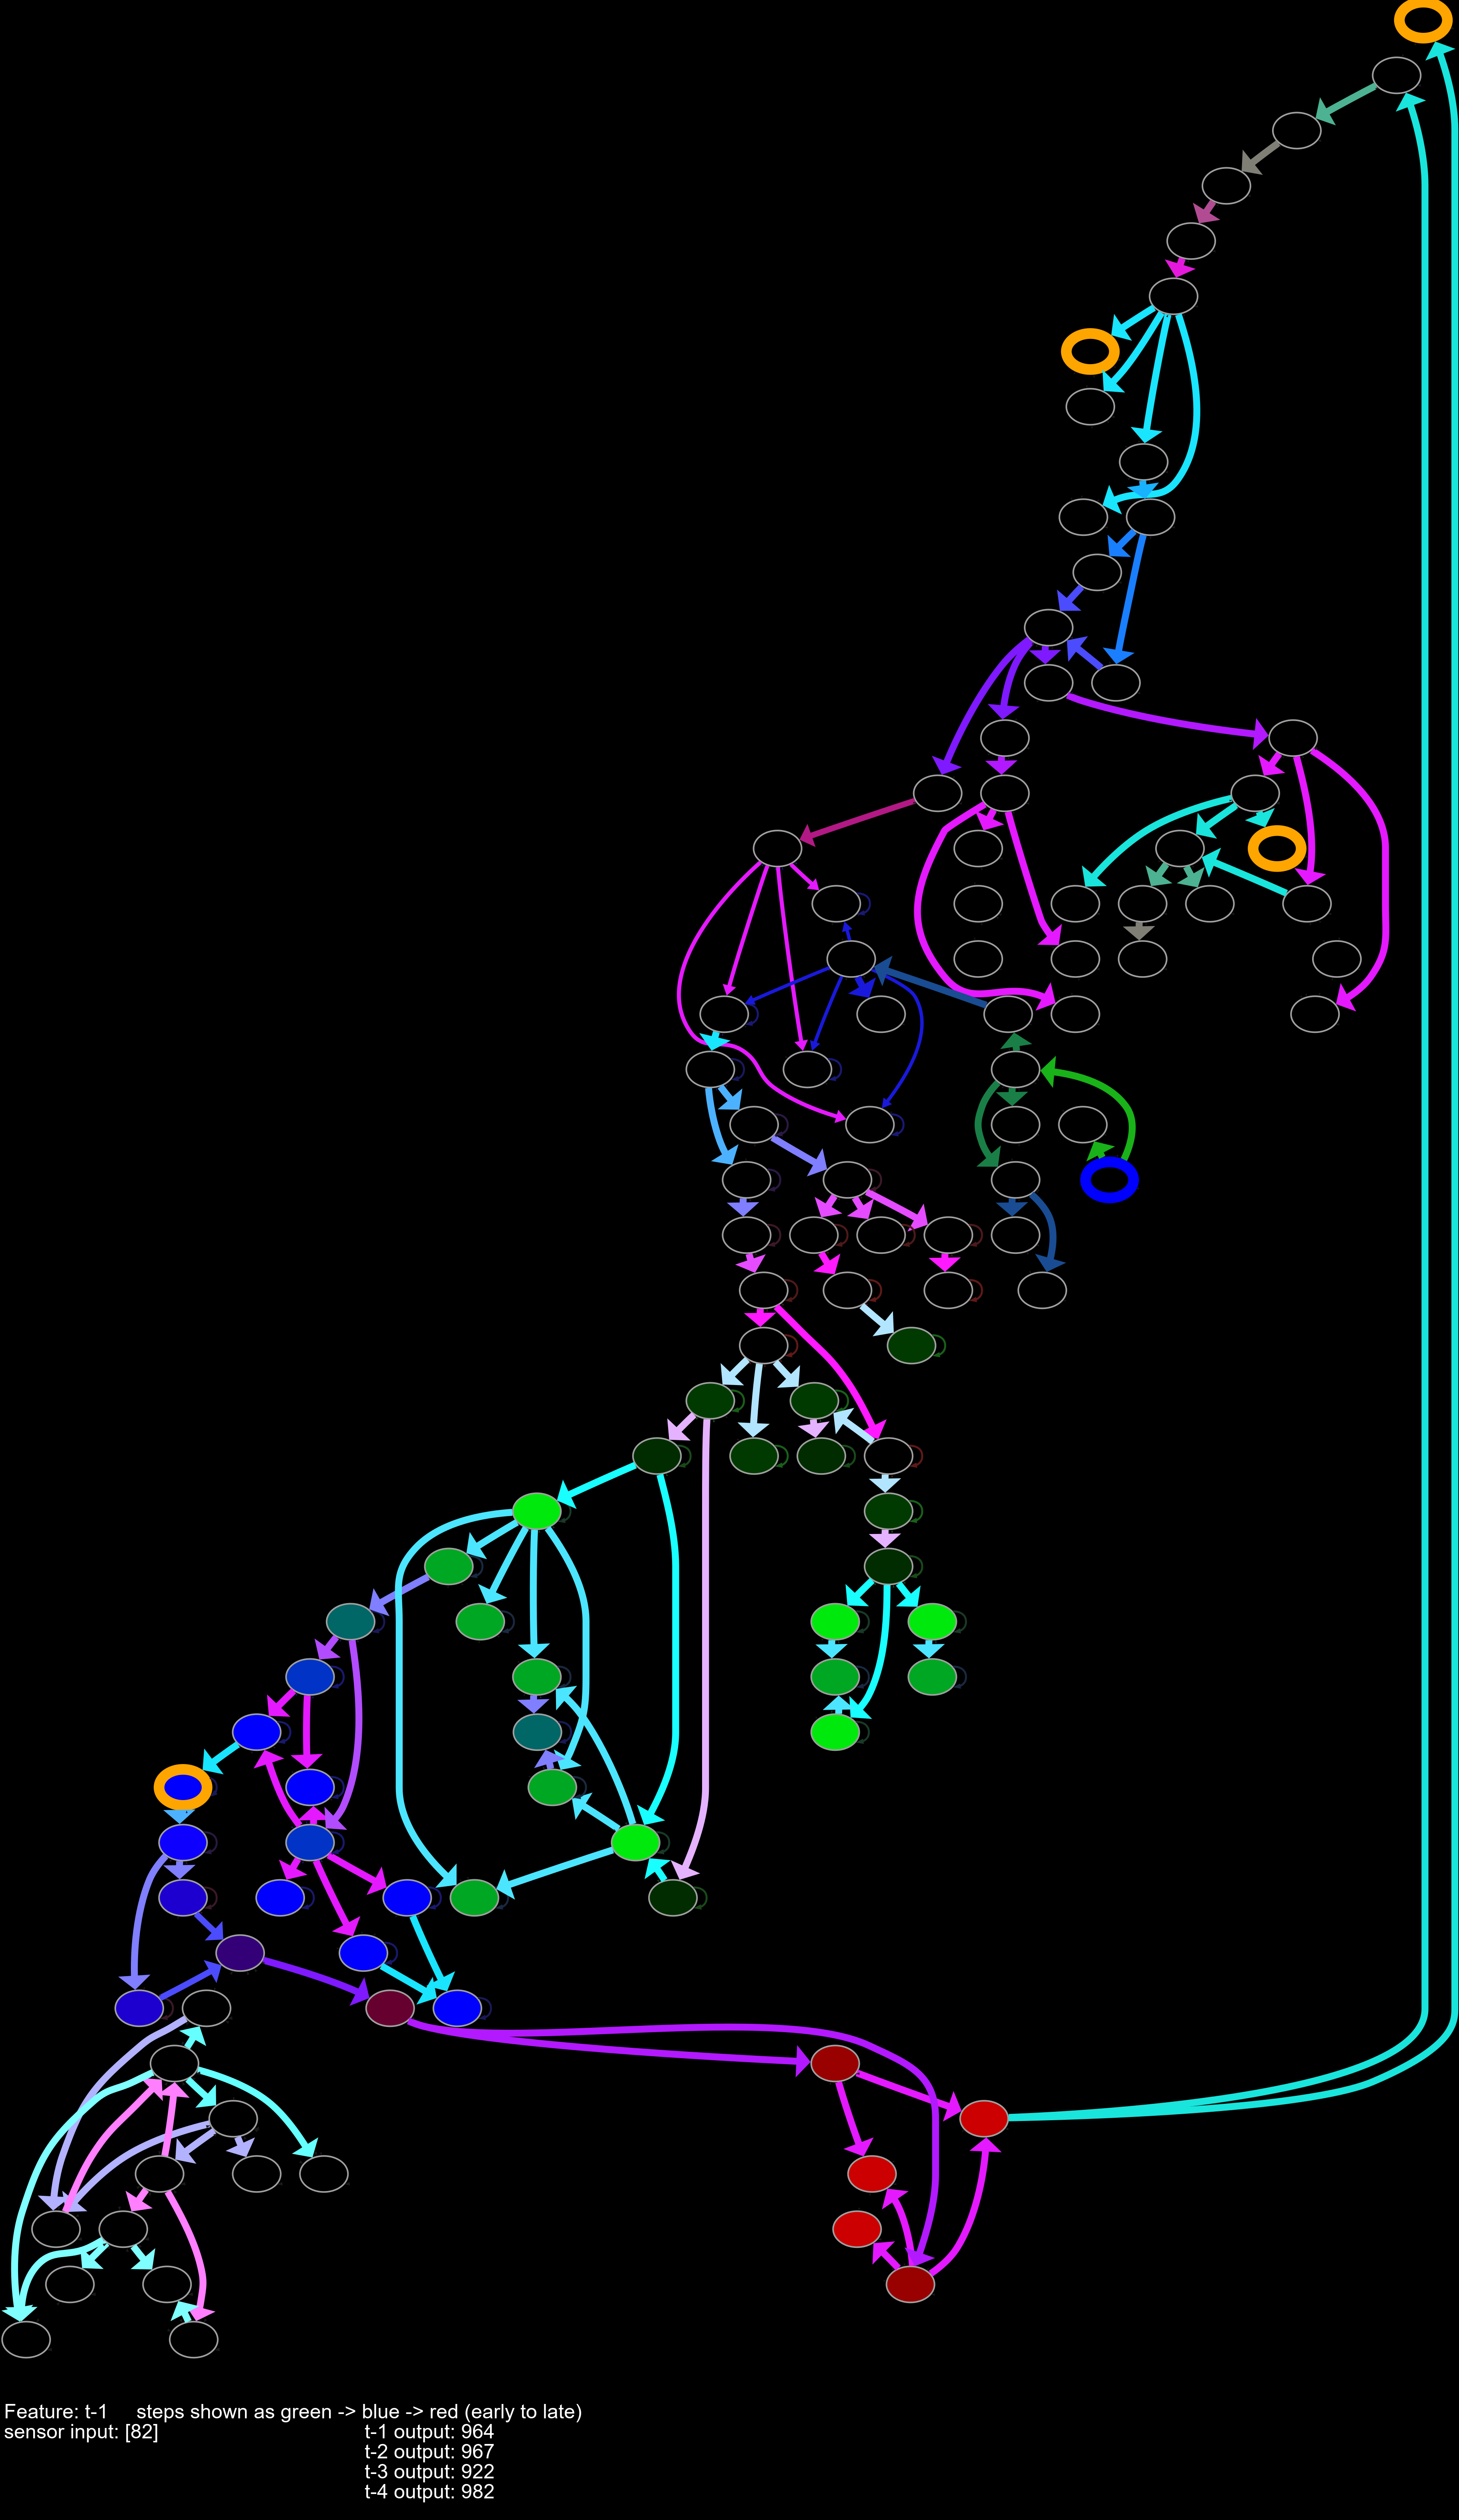 Feature: t-1 steps shown as green -> blue -> red (early to late)
sensor input: [82] t-1 output: 964
t-2 output: 967
t-3 output: 922
t-4 output: 982